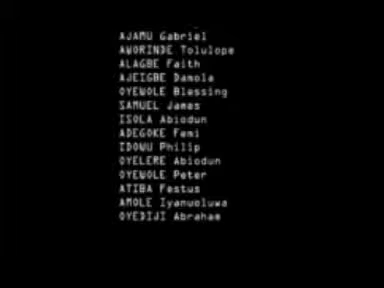 AJAMU Gabriel
AWORINDE Tolulope
ALAGBE Faith
AJEIGBE Damola
OYEWOLE Blessing
SAMUEL James
ISOLA Abiodun
ADEGOKE Femi
IDOWU Philip
OYELERE Abiodun
OYEWOLE Peter
ATIBA Festus
AMOLE Iyanuoluwa
OYEDIJI Abraham